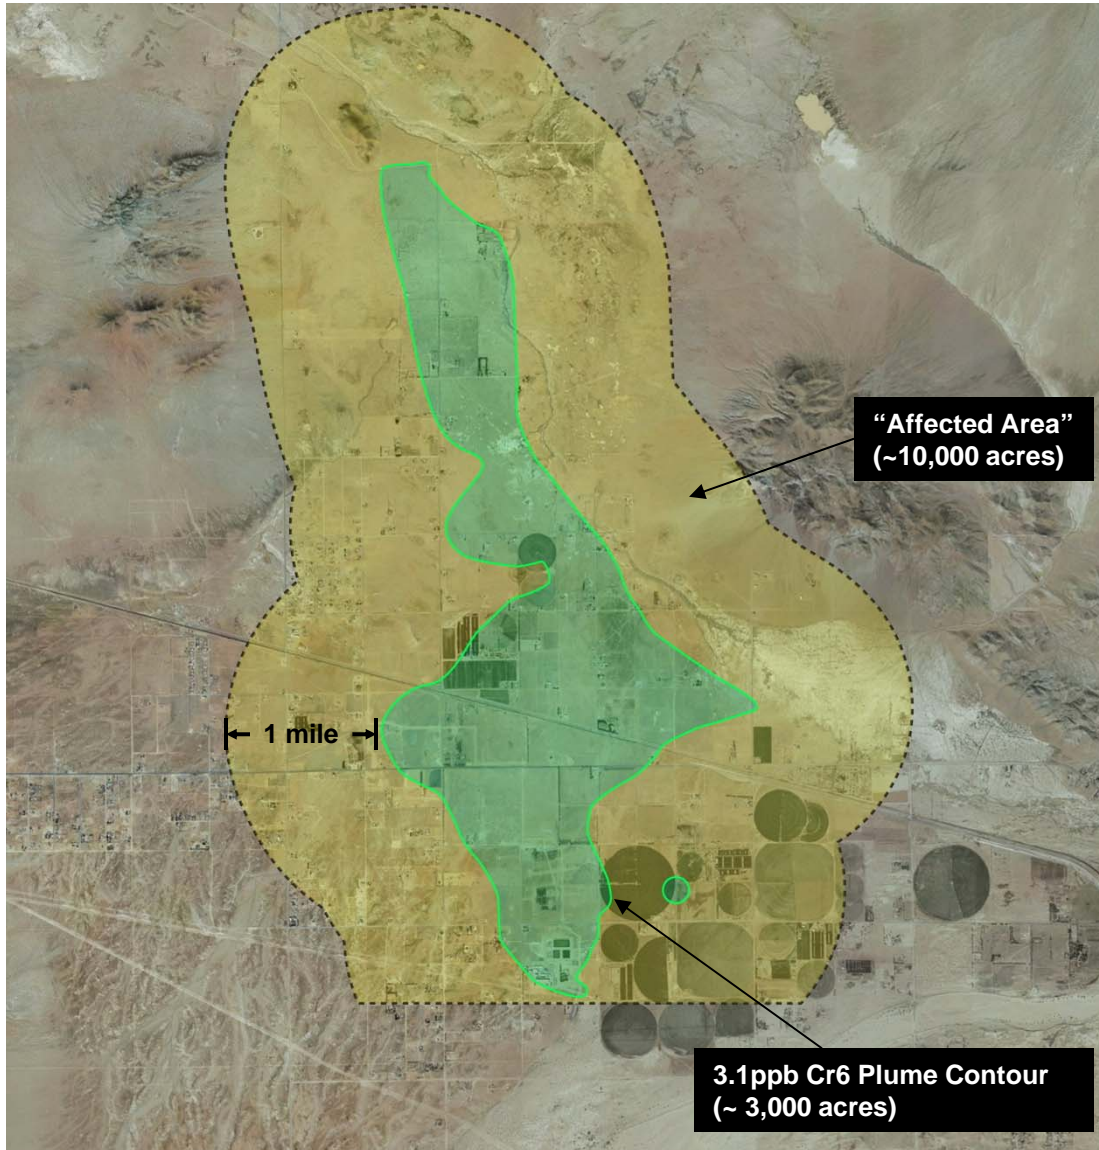 “Affected Area”
(~10,000 acres)
1 mile
3.1ppb Cr6 Plume Contour
(~ 3,000 acres)